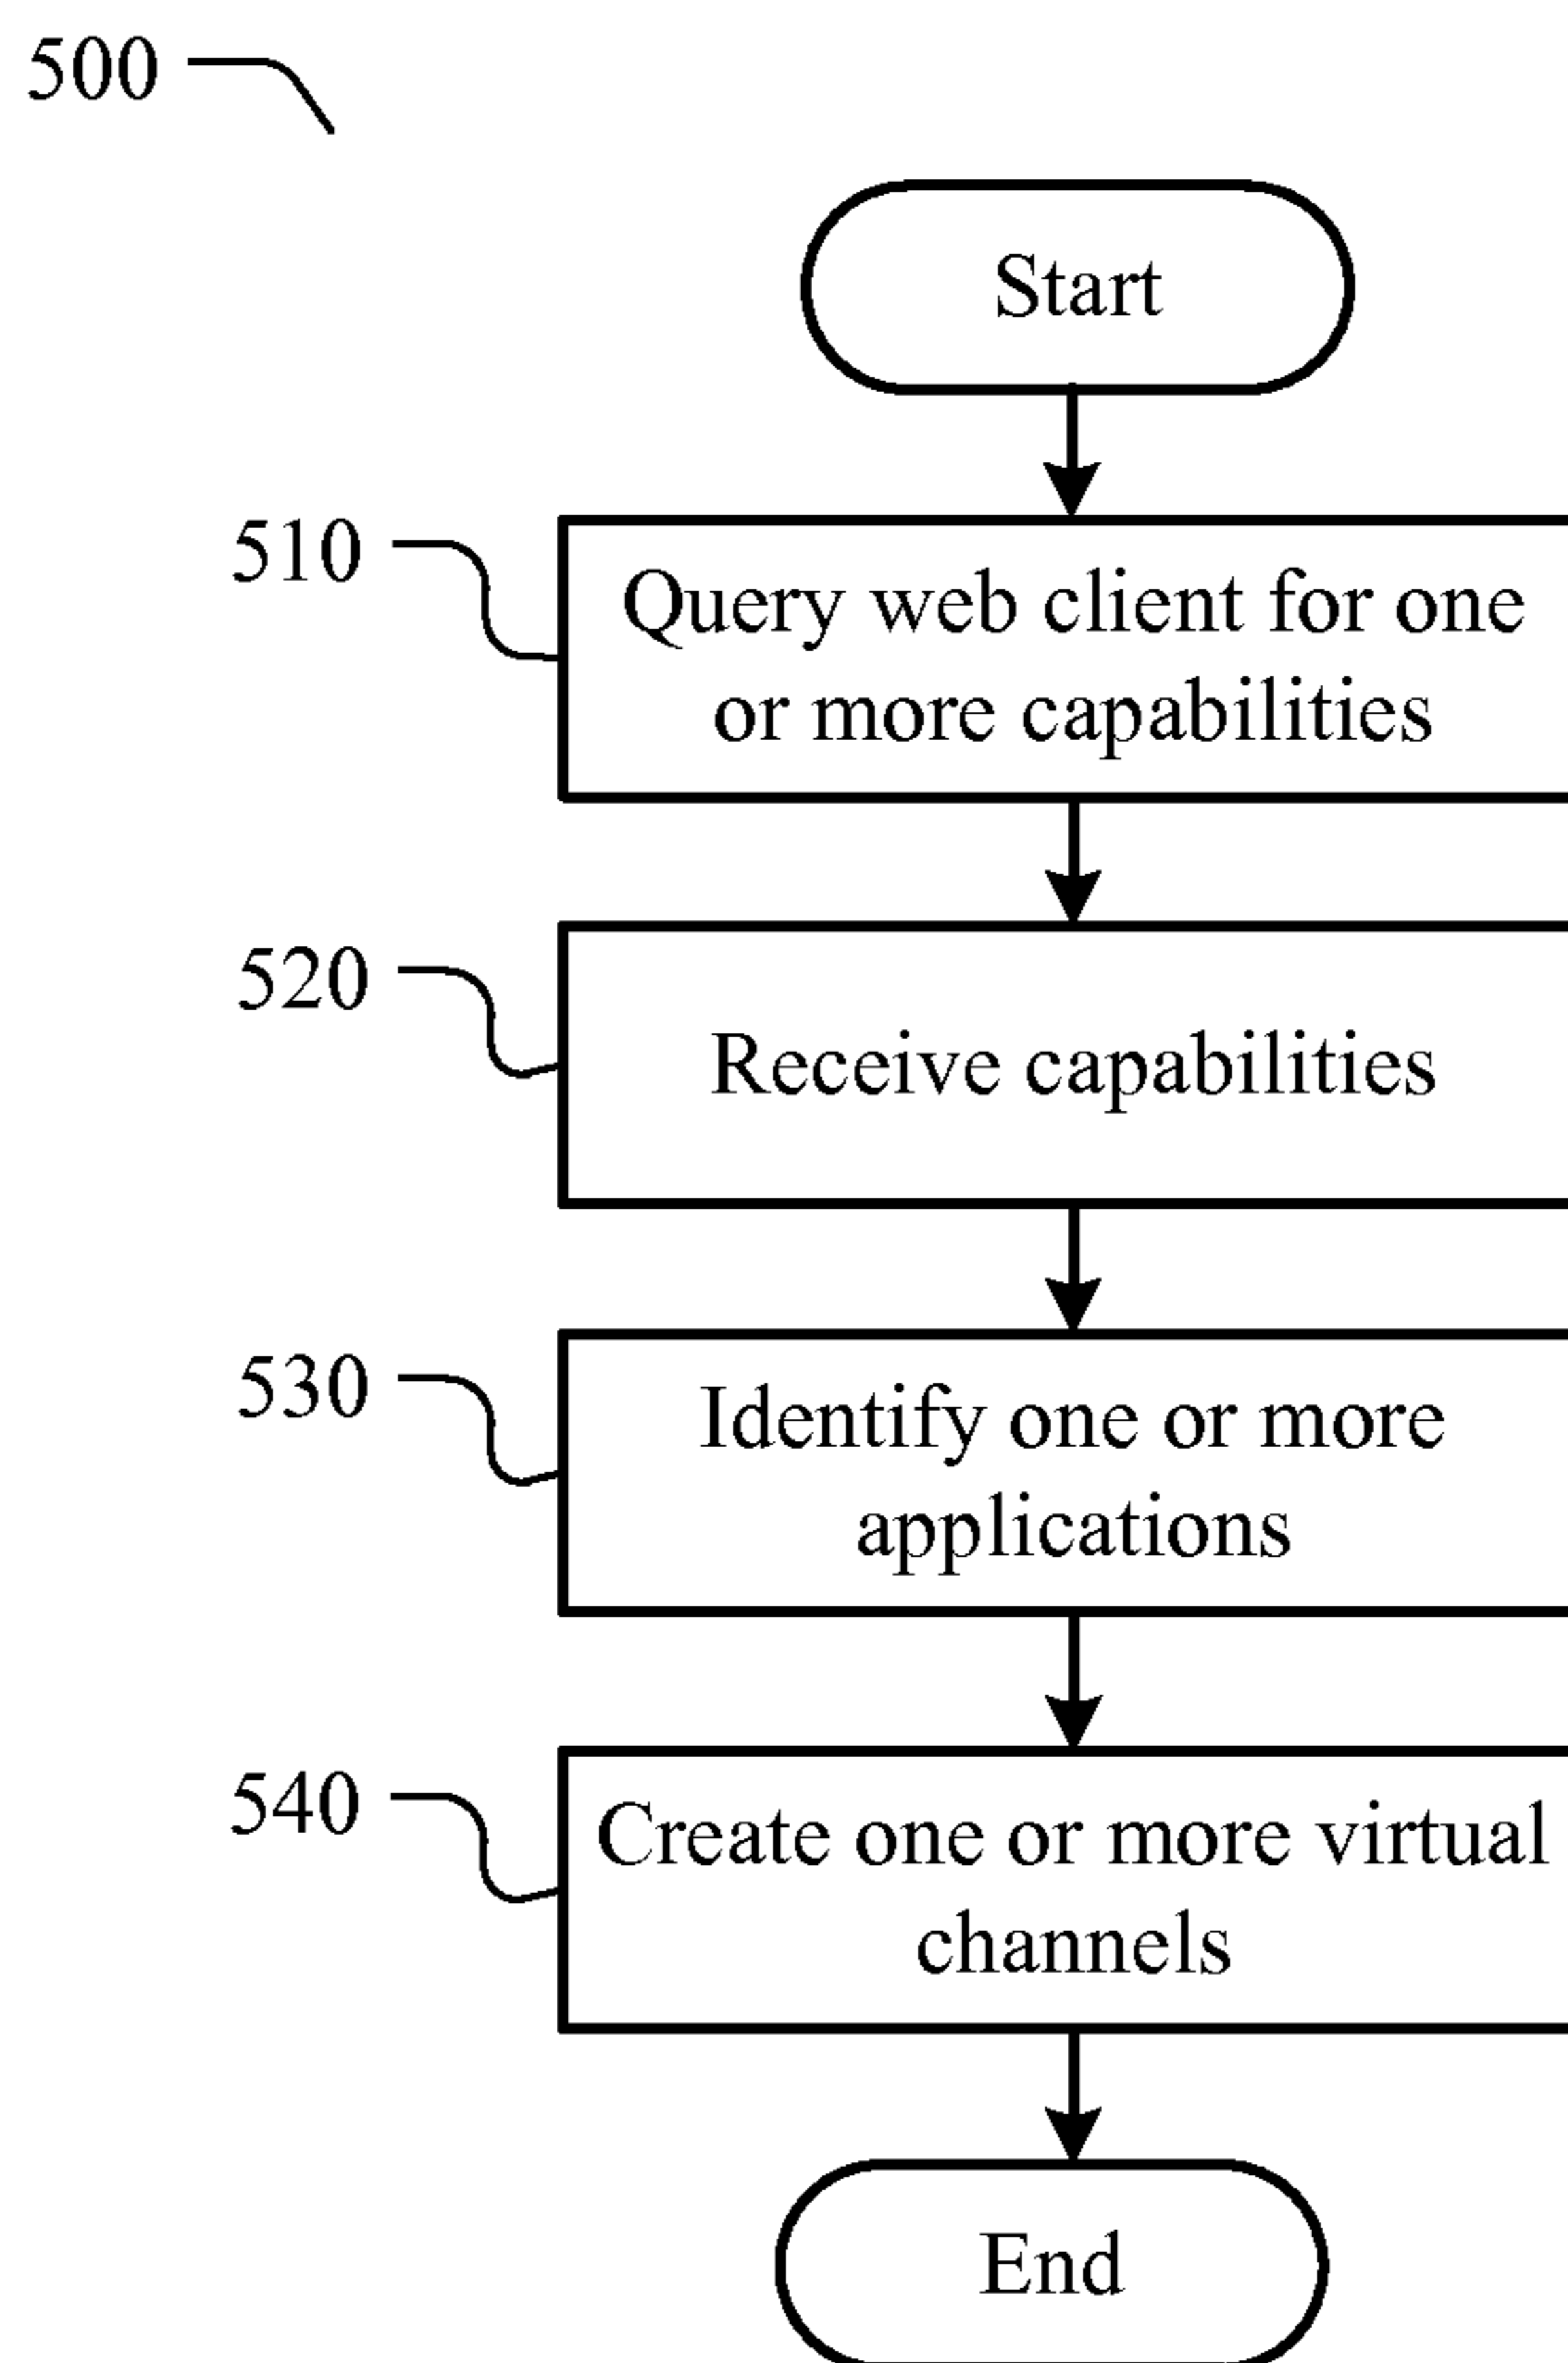 500
Start
510
Query web client for one
or more capabilities
520
Receive capabilities
530
Identify one or more
applications
540
Create one or more virtual
channels
End